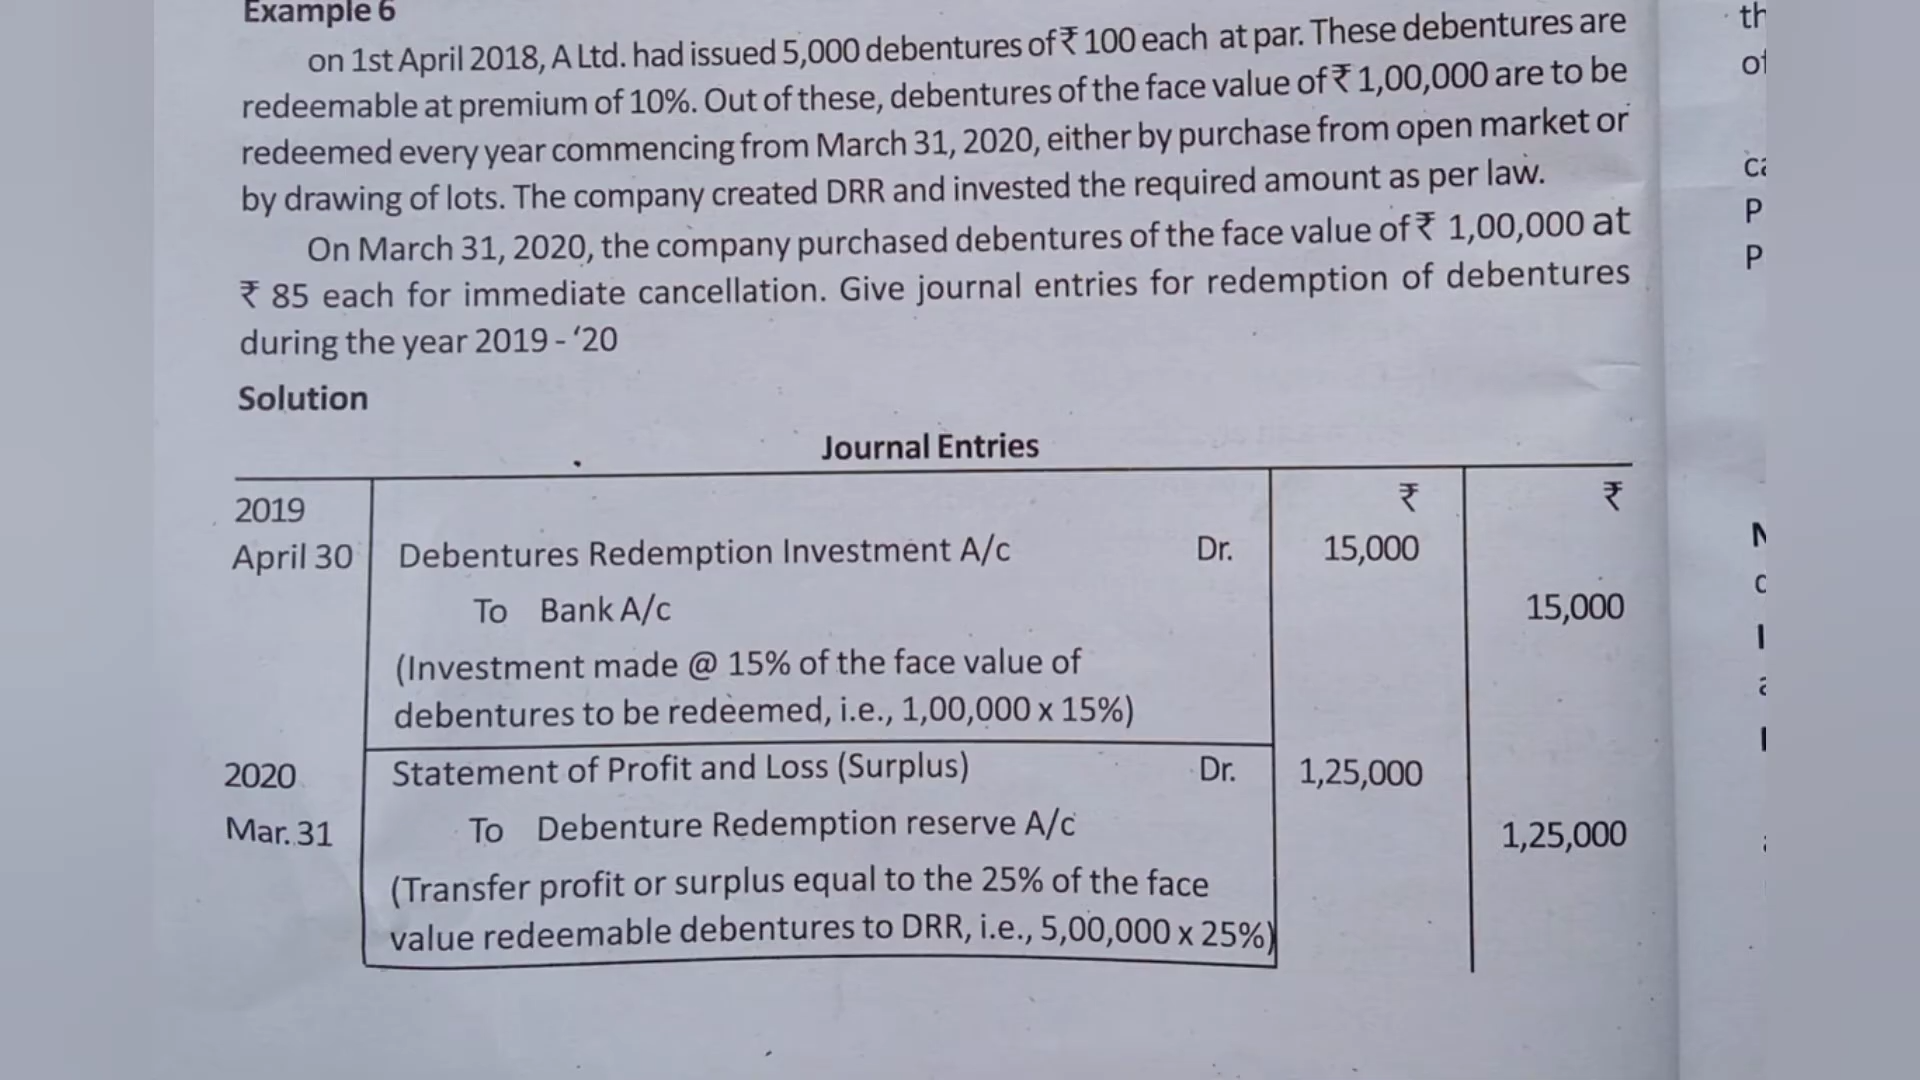 Example 6
on 1st April 2018, A Ltd. had issued 5,000 debentures of ₹ 100 each at par. These debentures are
redeemable at premium of 10%. Out of these, debentures of the face value of ₹ 1,00,000 are to be
redeemed every year commencing from March 31, 2020, either by purchase from open market or
by drawing of lots. The company created DRR and invested the required amount as per law.
On March 31, 2020, the company purchased debentures of the face value of ₹ 1,00,000 at
₹ 85 each for immediate cancellation. Give journal entries for redemption of debentures
during the year 2019 - ‘20
Solution
Journal Entries
2019 ₹ ₹
April 30 Debentures Redemption Investment A/c Dr. 15,000
To Bank A/c 15,000
(Investment made @ 15% of the face value of
debentures to be redeemed, i.e., 1,00,000 x 15%)
2020 Statement of Profit and Loss (Surplus) Dr. 1,25,000
Mar. 31 To Debenture Redemption reserve A/c 1,25,000
(Transfer profit or surplus equal to the 25% of the face
value redeemable debentures to DRR, i.e., 5,00,000 x 25%)